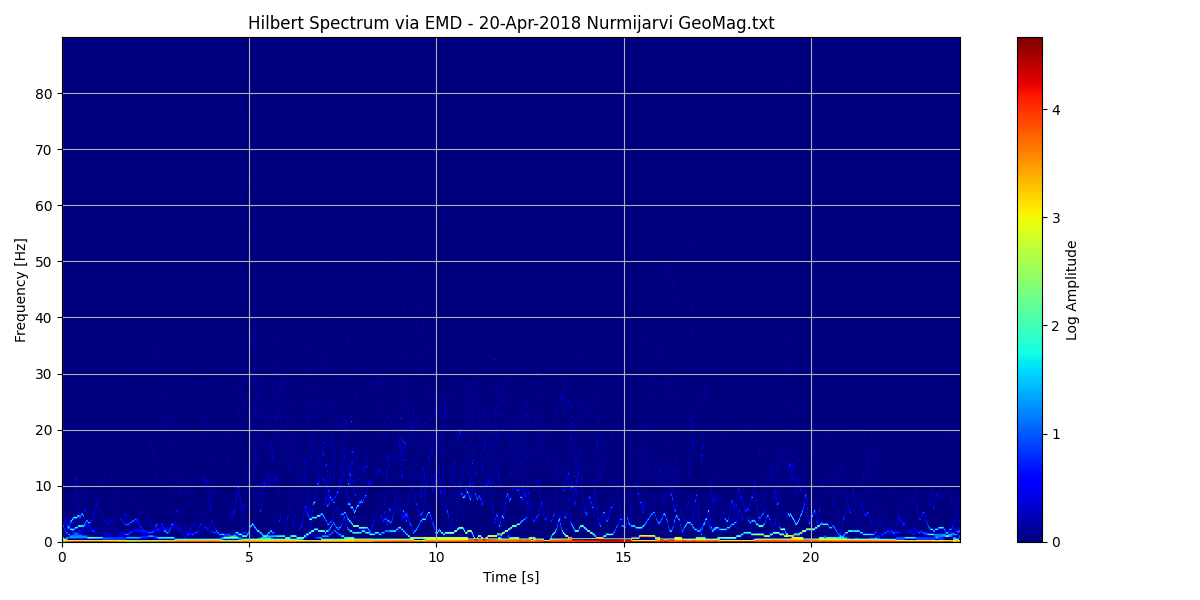 Hilbert Spectrum via EMD - 20-Apr-2018 Nurmijarvi GeoMag.txt
Frequency [Hz]
80
70
60
50
40
30
20
10
0
0 5 10 15 20
Time [s]
4
3
2
1
0
Log Amplitude